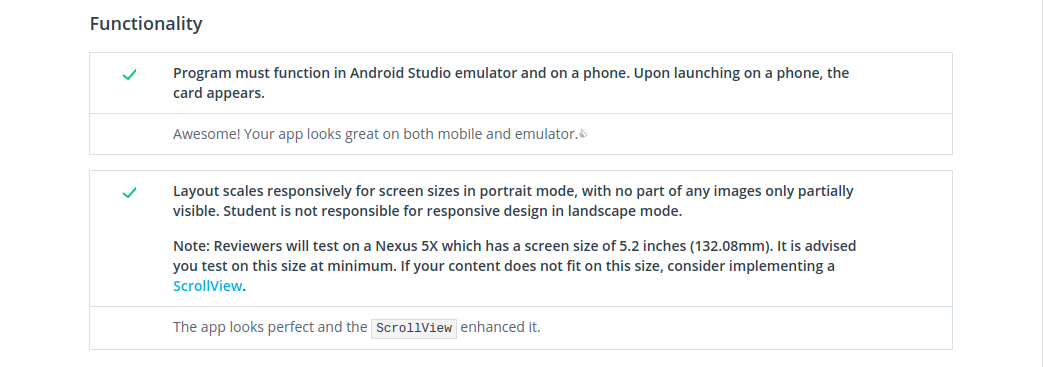 Functionality
Program must function in Android Studio emulator and on a phone. Upon launching on a phone, the
card appears.
Awesome! Your app looks great on both mobile and emulator.👍
Layout scales responsively for screen sizes in portrait mode, with no part of any images only partially
visible. Student is not responsible for responsive design in landscape mode.
Note: Reviewers will test on a Nexus 5X which has a screen size of 5.2 inches (132.08mm). It is advised
you test on this size at minimum. If your content does not fit on this size, consider implementing a
ScrollView.
The app looks perfect and the ScrollView enhanced it.